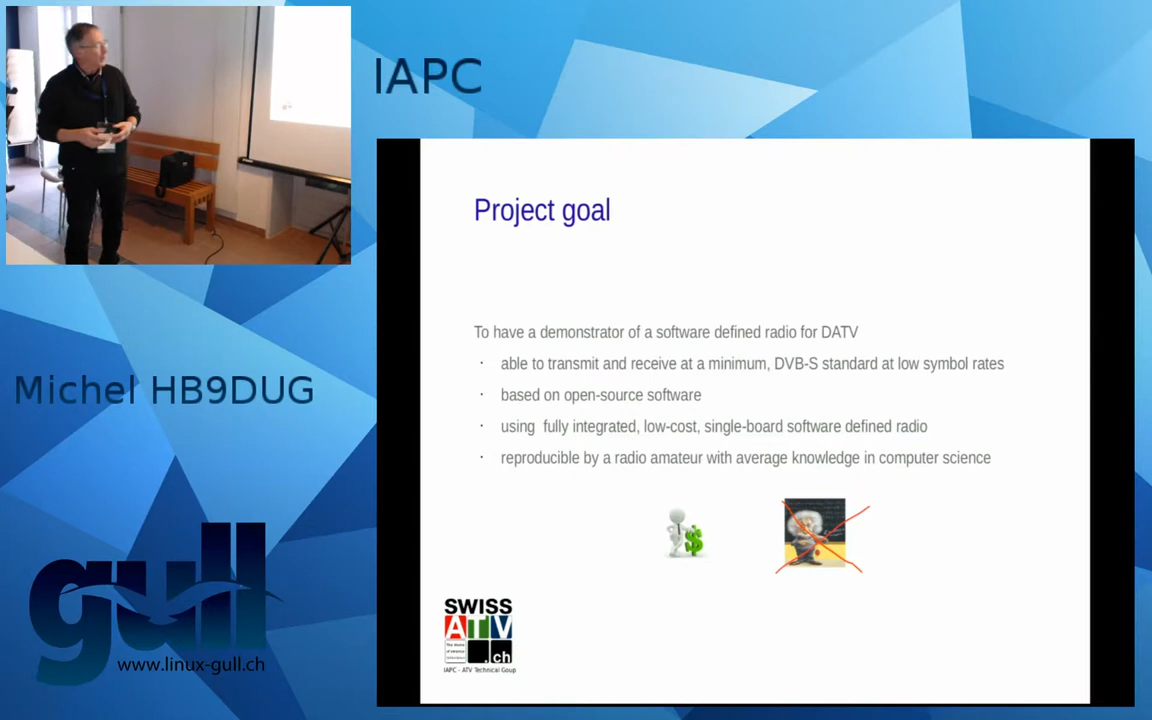 IAPC
Project goal
To have a demonstrator of a software defined radio for DATV
· able to transmit and receive at a minimum, DVB-S standard at low symbol rates
· based on open-source software
· using fully integrated, low-cost, single-board software defined radio
· reproducible by a radio amateur with average knowledge in computer science
$
Michel HB9DUG
gull
www.linux-gull.ch
SWISS
ATV
.ch
IAPC - ATV Technical Goup